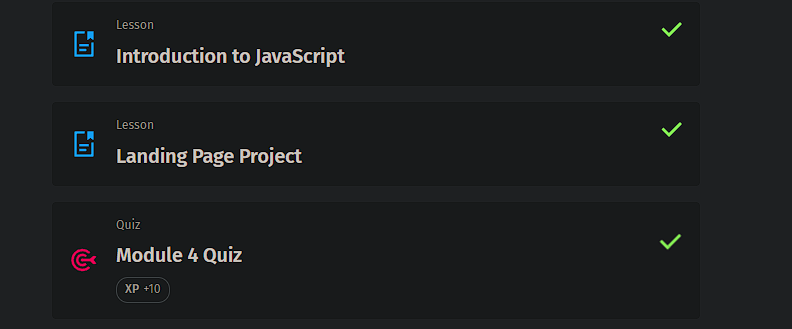 Lesson
Introduction to JavaScript
Lesson
Landing Page Project
Quiz
Module 4 Quiz
XP +10